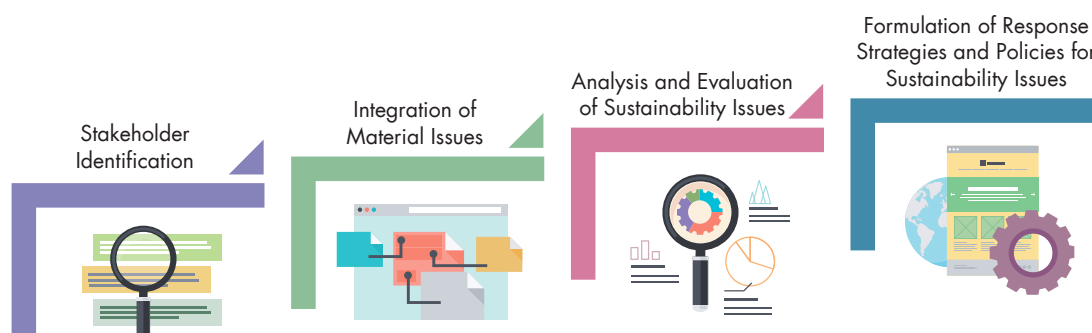 Stakeholder
Identification
Integration of
Material Issues
Analysis and Evaluation
of Sustainability Issues
Formulation of Response
Strategies and Policies for
Sustainability Issues